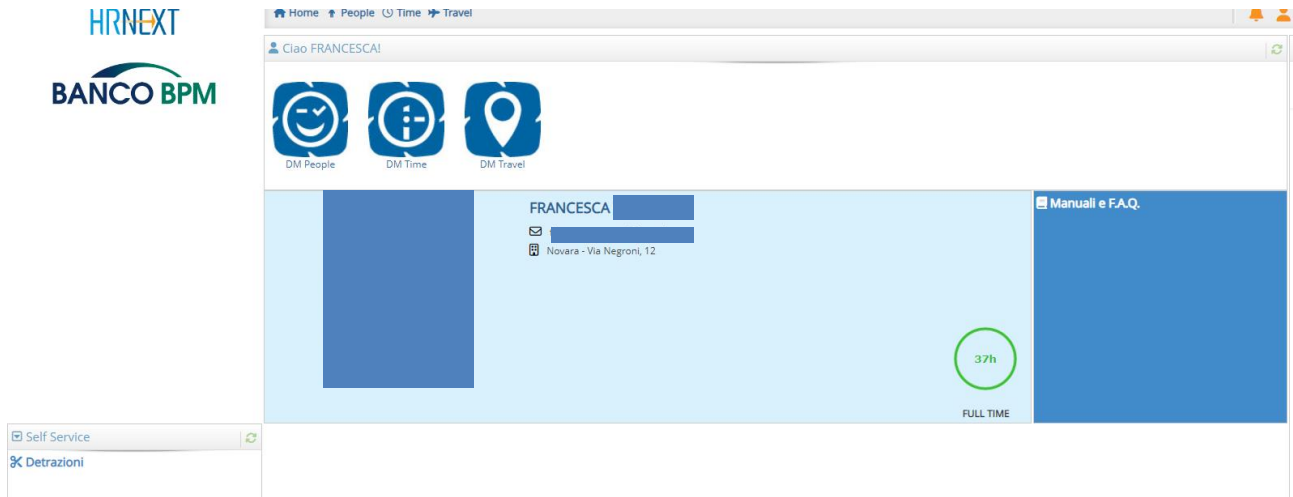 HRNEXT
Home People Time Travel
BANCO BPM
Ciao FRANCESCA!
DM People DM Time DM Travel
FRANCESCA
Novara - Via Negroni, 12
Manuali e F.A.Q.
37h
FULL TIME
Self Service
Detrazioni